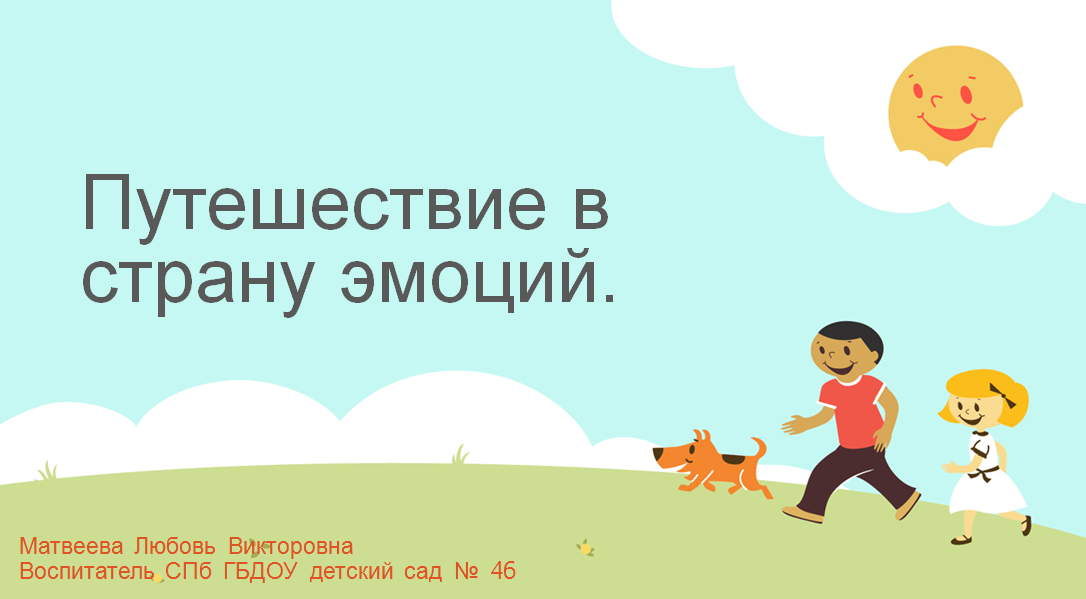 Путешествие в
страну эмоций.
Матвеева Любовь Викторовна
Воспитатель СПб ГБДОУ детский сад № 46